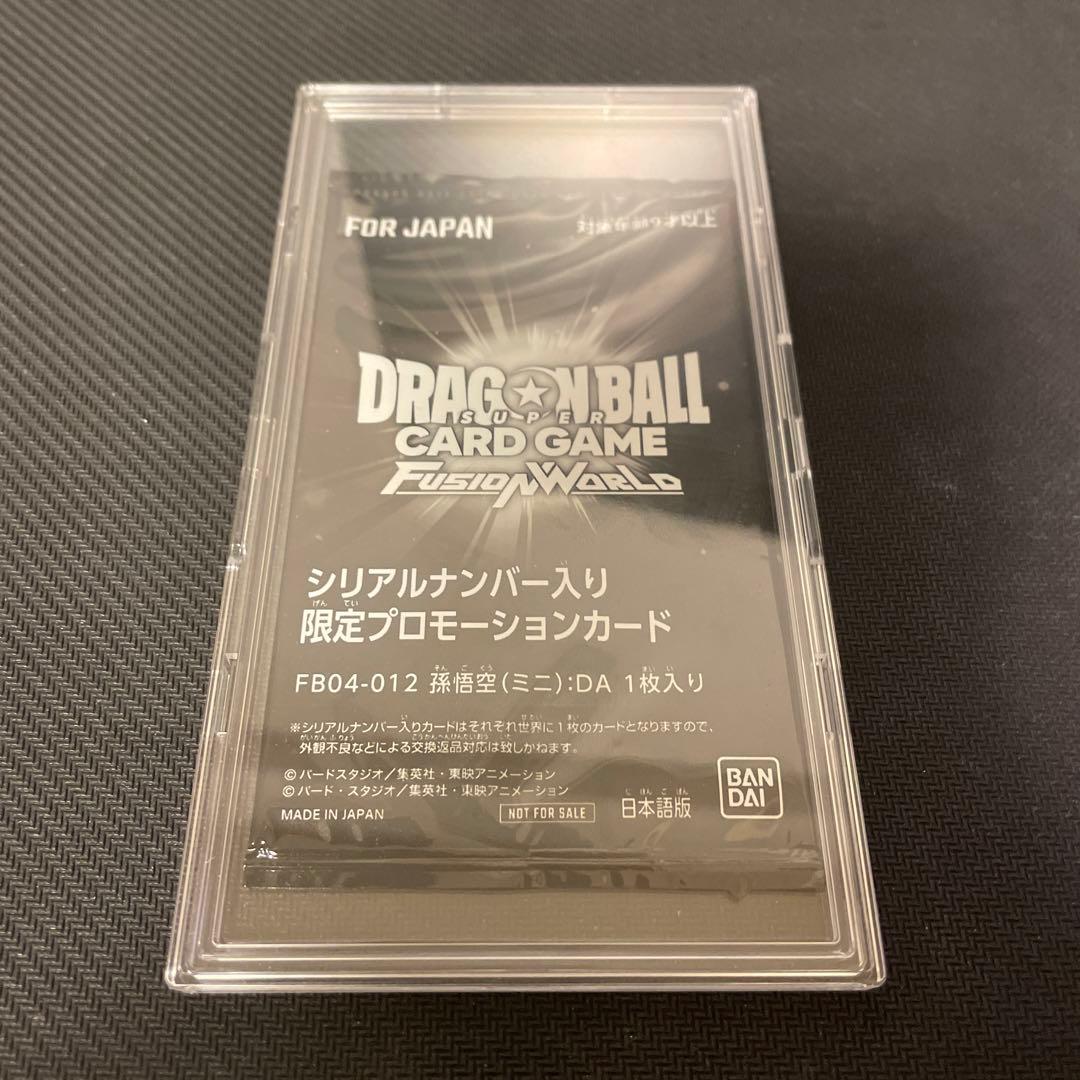 FOR JAPAN
対象年齢9才以上
DRAGON BALL
SUPER
CARD GAME
FUSION WORLD
シリアルナンバー入り
限定プロモーションカード
FB04-012 孫悟空(ミニ):DA 1枚入り
※シリアルナンバー入りカードはそれぞれ世界に1枚のカードとなりますので、
外観不良などによる交換返品対応は致しかねます。
©バードスタジオ/集英社・東映アニメーション
©バード・スタジオ/集英社・東映アニメーション
MADE IN JAPAN
NOT FOR SALE
日本語版
BAN
DAI